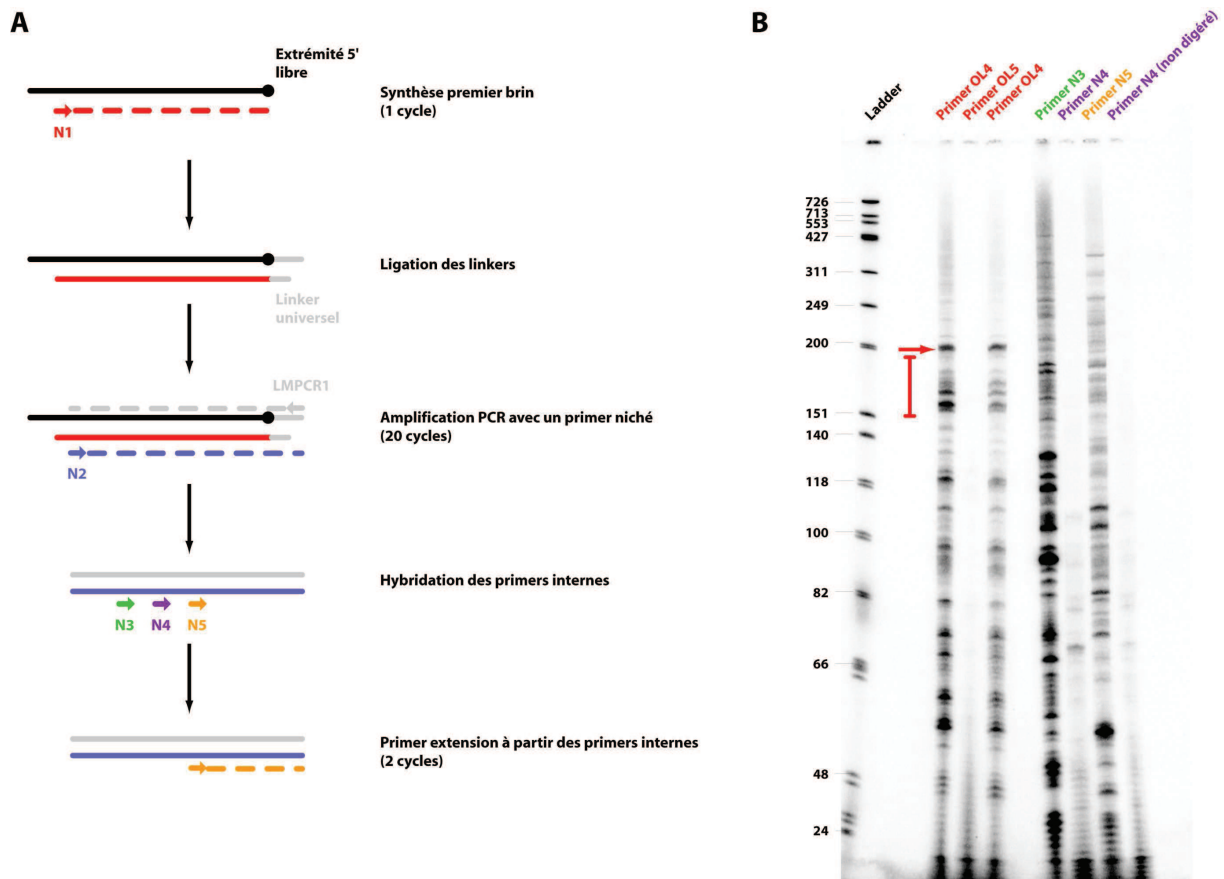 A
Extrémité 5'
libre
N1
Synthèse premier brin
(1 cycle)
Linker
universel
Ligation des linkers
LMPCR1
N2
Amplification PCR avec un primer niché
(20 cycles)
N3
N4
N5
Hybridation des primers internes
Primer extension à partir des primers internes
(2 cycles)
B
Ladder
Primer OL4
Primer OL5
Primer OL4
Primer N3
Primer N4
Primer N5
Primer N4 (non digéré)
726
713
553
427
311
249
200
151
140
118
100
82
66
48
24